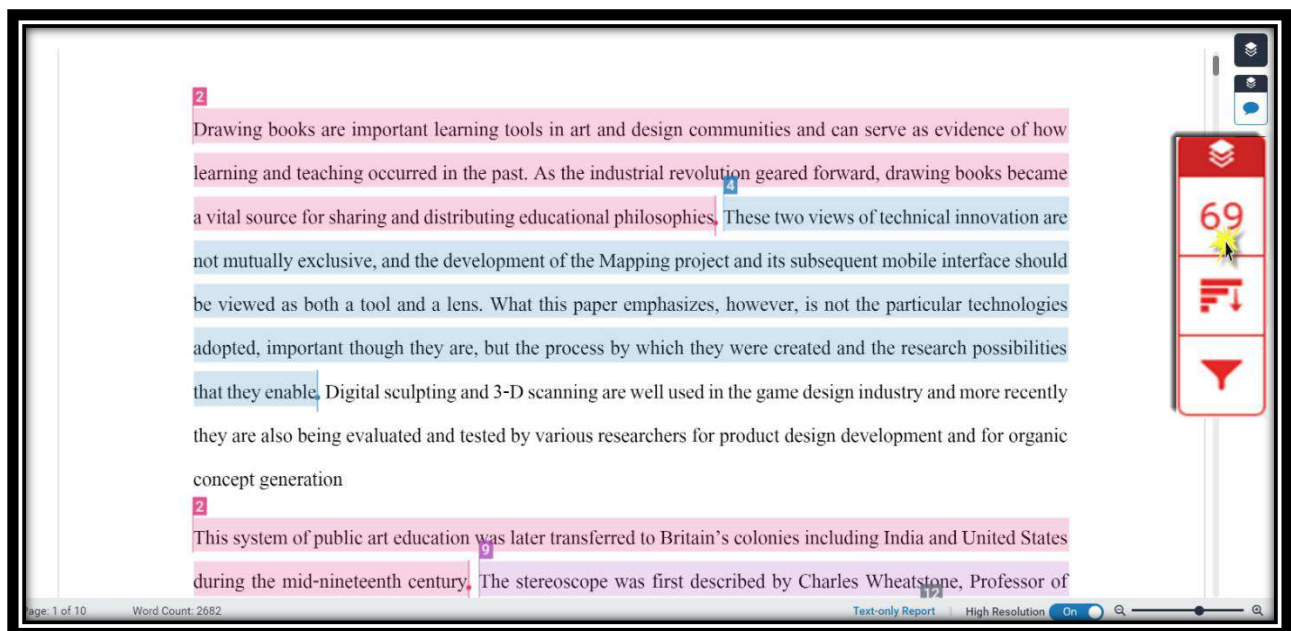 2
Drawing books are important learning tools in art and design communities and can serve as evidence of how
learning and teaching occurred in the past. As the industrial revolution geared forward, drawing books became
4
a vital source for sharing and distributing educational philosophies. These two views of technical innovation are
not mutually exclusive, and the development of the Mapping project and its subsequent mobile interface should
be viewed as both a tool and a lens. What this paper emphasizes, however, is not the particular technologies
adopted, important though they are, but the process by which they were created and the research possibilities
that they enable. Digital sculpting and 3-D scanning are well used in the game design industry and more recently
they are also being evaluated and tested by various researchers for product design development and for organic
concept generation
2
This system of public art education was later transferred to Britain's colonies including India and United States
9
during the mid-nineteenth century. The stereoscope was first described by Charles Wheatstone, Professor of
12
69
age: 1 of 10 Word Count: 2682 Text-only Report High Resolution On